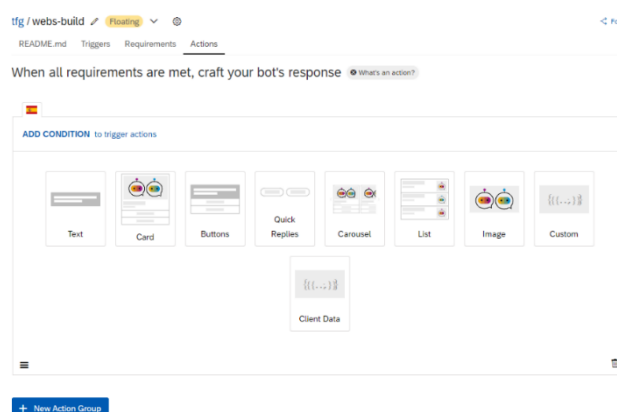 tfg / webs-build Floating
README.md Triggers Requirements Actions
When all requirements are met, craft your bot's response What's an action?
ADD CONDITION to trigger actions
Text Card Buttons Quick Replies Carousel List Image Custom
Client Data
+ New Action Group